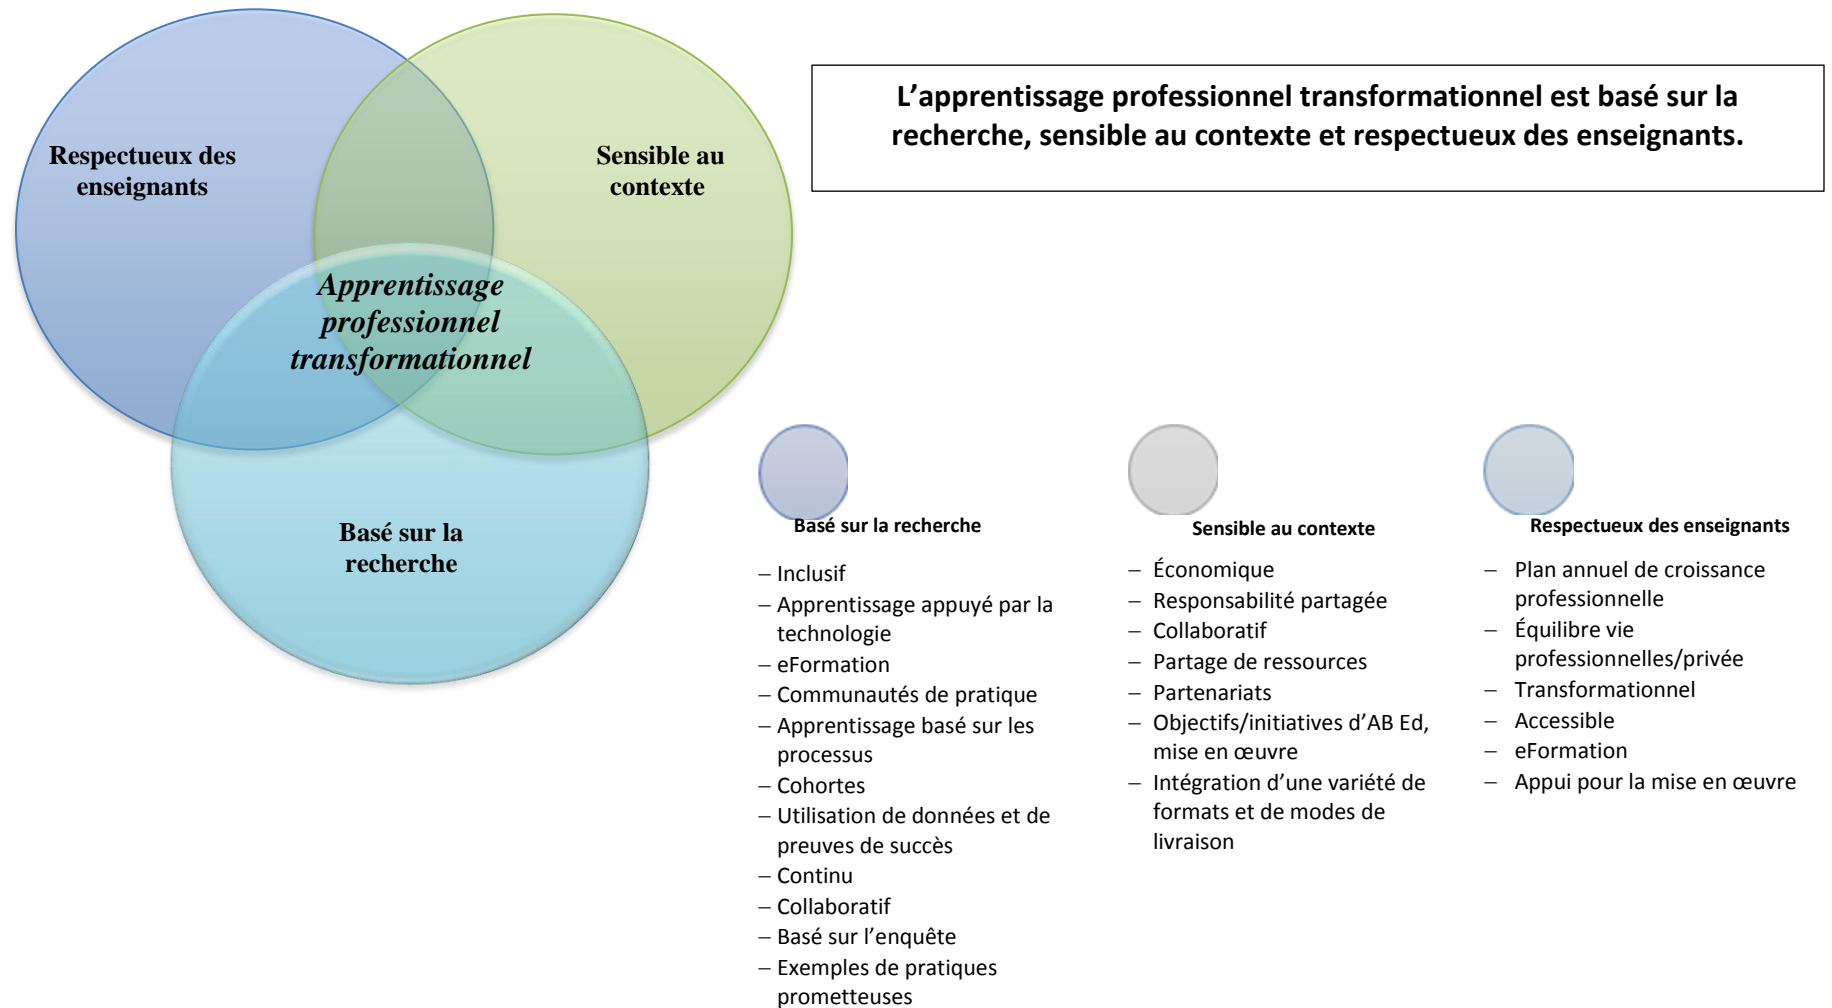 L’apprentissage professionnel transformationnel est basé sur la
recherche, sensible au contexte et respectueux des enseignants.
Respectueux des
enseignants
Sensible au
contexte
Apprentissage
professionnel
transformationnel
Basé sur la
recherche
Basé sur la recherche
– Inclusif
– Apprentissage appuyé par la
technologie
– eFormation
– Communautés de pratique
– Apprentissage basé sur les
processus
– Cohortes
– Utilisation de données et de
preuves de succès
– Continu
– Collaboratif
– Basé sur l’enquête
– Exemples de pratiques
prometteuses
Sensible au contexte
– Économique
– Responsabilité partagée
– Collaboratif
– Partage de ressources
– Partenariats
– Objectifs/initiatives d’AB Ed,
mise en œuvre
– Intégration d’une variété de
formats et de modes de
livraison
Respectueux des enseignants
– Plan annuel de croissance
professionnelle
– Équilibre vie
professionnelles/privée
– Transformationnel
– Accessible
– eFormation
– Appui pour la mise en œuvre